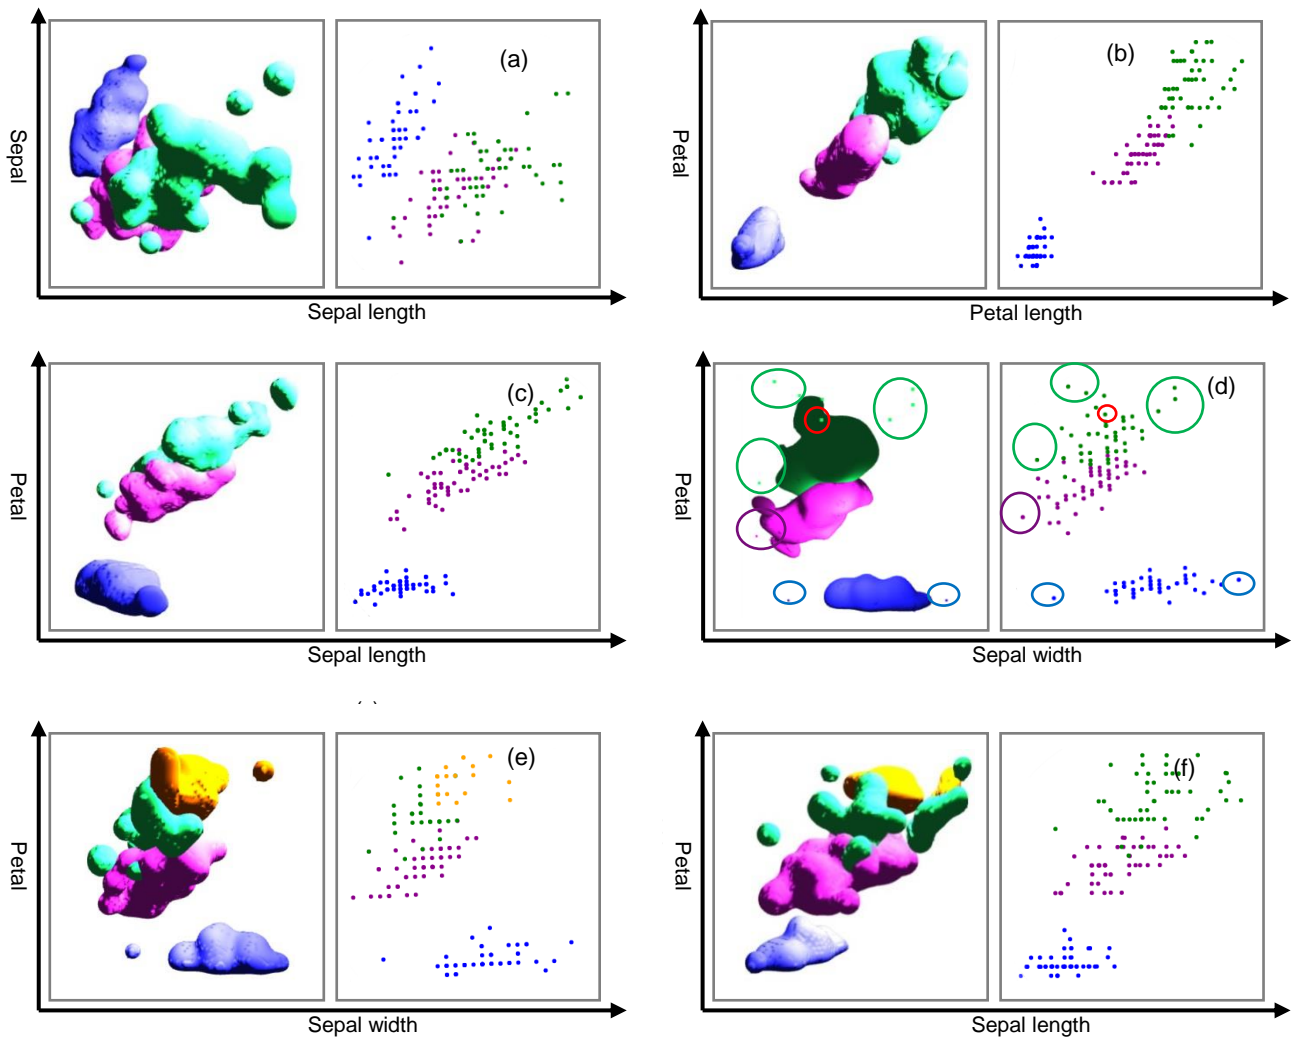 (a)
Sepal
Sepal length
(b)
Petal
Petal length
(c)
Petal
Sepal length
(d)
Petal
Sepal width
(e)
Petal
Sepal width
(f)
Petal
Sepal length